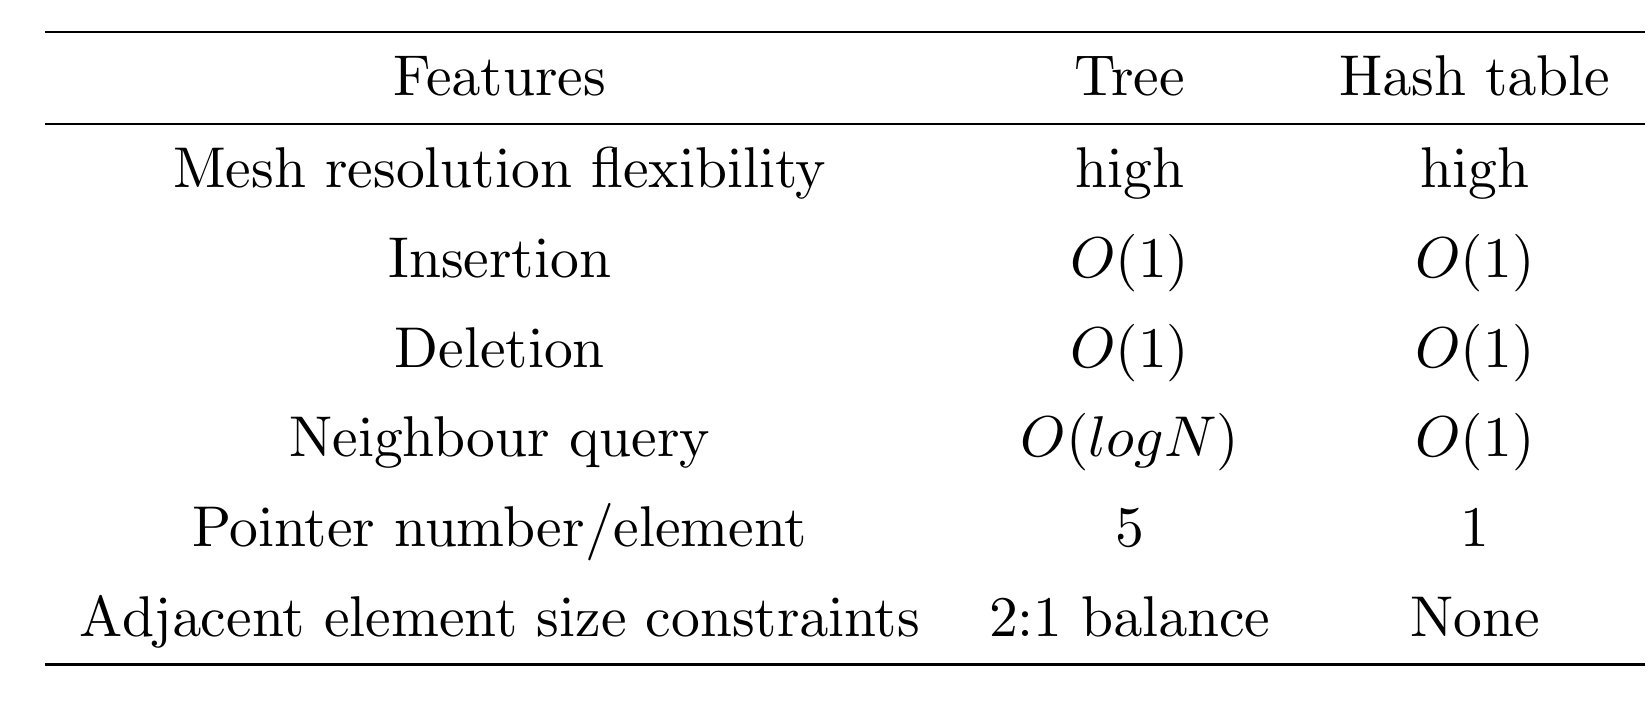 Features Tree Hash table
Mesh resolution flexibility high high
Insertion O(1) O(1)
Deletion O(1) O(1)
Neighbour query O(logN) O(1)
Pointer number/element 5 1
Adjacent element size constraints 2:1 balance None